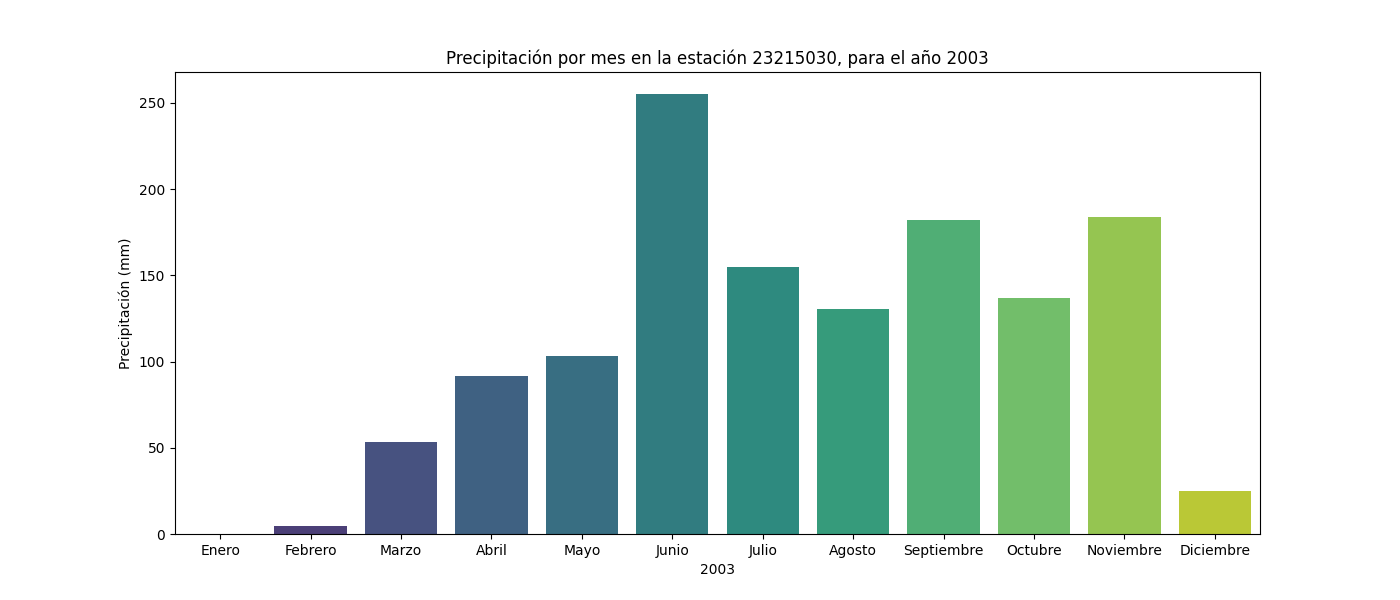 Precipitación por mes en la estación 23215030, para el año 2003
Precipitación (mm)
250
200
150
100
50
0
Enero Febrero Marzo Abril Mayo Junio Julio Agosto Septiembre Octubre Noviembre Diciembre
2003